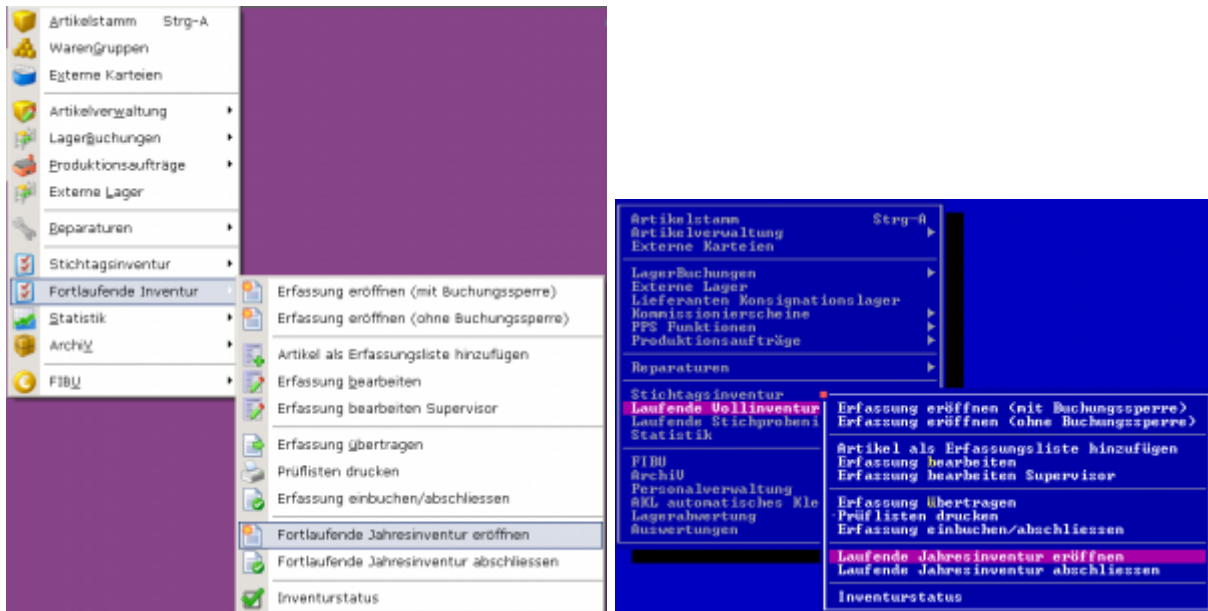 Artikelstamm Strg-A
WarenGruppen
Externe Karteien
Artikelverwaltung
LagerBuchungen
Produktionsaufträge
Externe Lager
Reparaturen
Stichtagsinventur
Fortlaufende Inventur
Statistik
ArchiV
FIBU
Erfassung eröffnen (mit Buchungssperre)
Erfassung eröffnen (ohne Buchungssperre)
Artikel als Erfassungsliste hinzufügen
Erfassung bearbeiten
Erfassung bearbeiten Supervisor
Erfassung übertragen
Prüflisten drucken
Erfassung einbuchen/abschliessen
Fortlaufende Jahresinventur eröffnen
Fortlaufende Jahresinventur abschliessen
Inventurstatus
Artikelstamm Strg-A
Artikelverwaltung
Externe Karteien
LagerBuchungen
Externe Lager
Lieferanten Konsignationslager
Kommissionierscheine
PPS Funktionen
Produktionsaufträge
Reparaturen
Stichtagsinventur
Laufende Vollinventur
Laufende Stichprobeni
Statistik
FIBU
ArchiV
Personalverwaltung
AKL automatisches Kle
Lagerabwertung
Auswertungen
Erfassung eröffnen (mit Buchungssperre)
Erfassung eröffnen (ohne Buchungssperre)
Artikel als Erfassungsliste hinzufügen
Erfassung bearbeiten
Erfassung bearbeiten Supervisor
Erfassung übertragen
Prüflisten drucken
Erfassung einbuchen/abschliessen
Laufende Jahresinventur eröffnen
Laufende Jahresinventur abschliessen
Inventurstatus